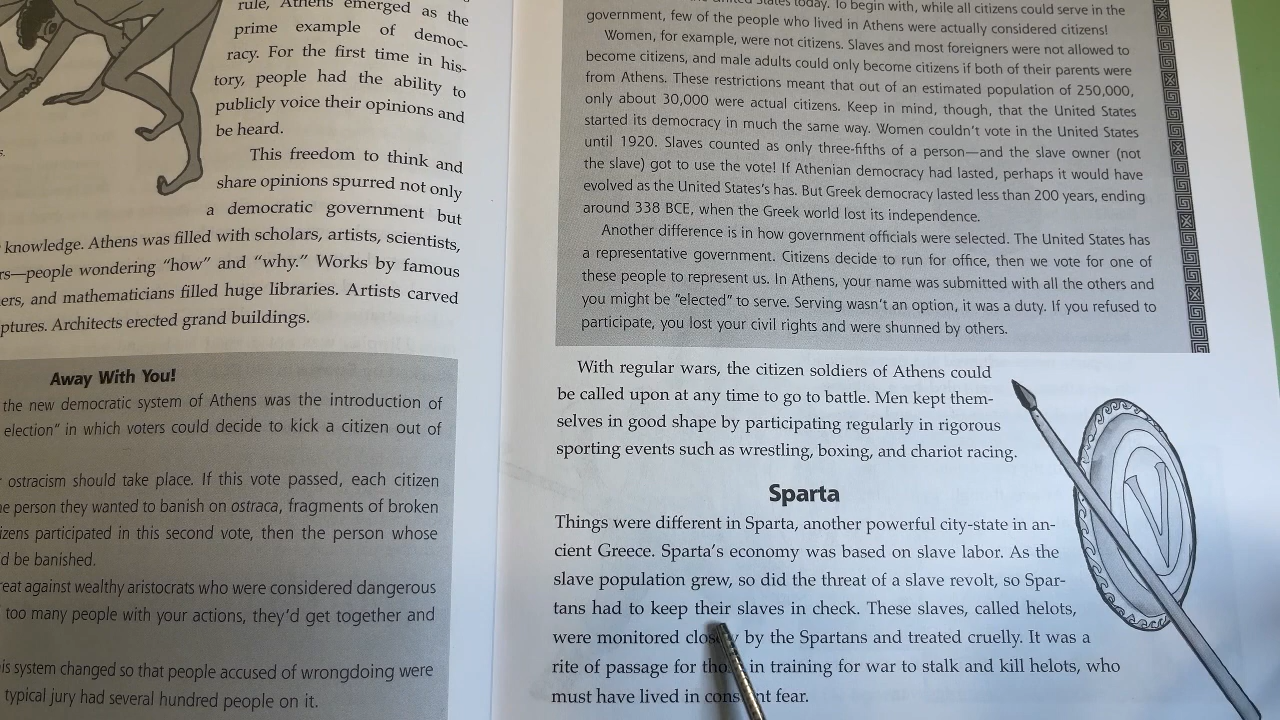 rule, Athens emerged as the
prime example of democ-
racy. For the first time in his-
tory, people had the ability to
publicly voice their opinions and
be heard.
This freedom to think and
share opinions spurred not only
a democratic government but
knowledge. Athens was filled with scholars, artists, scientists,
rs—people wondering “how” and “why.” Works by famous
ers, and mathematicians filled huge libraries. Artists carved
ptures. Architects erected grand buildings.
Away With You!
the new democratic system of Athens was the introduction of
election” in which voters could decide to kick a citizen out of
ostracism should take place. If this vote passed, each citizen
e person they wanted to banish on ostraca, fragments of broken
izens participated in this second vote, then the person whose
d be banished.
reat against wealthy aristocrats who were considered dangerous
too many people with your actions, they’d get together and
is system changed so that people accused of wrongdoing were
typical jury had several hundred people on it.
States today. To begin with, while all citizens could serve in the
government, few of the people who lived in Athens were actually considered citizens!
Women, for example, were not citizens. Slaves and most foreigners were not allowed to
become citizens, and male adults could only become citizens if both of their parents were
from Athens. These restrictions meant that out of an estimated population of 250,000,
only about 30,000 were actual citizens. Keep in mind, though, that the United States
started its democracy in much the same way. Women couldn’t vote in the United States
until 1920. Slaves counted as only three-fifths of a person—and the slave owner (not
the slave) got to use the vote! If Athenian democracy had lasted, perhaps it would have
evolved as the United States’s has. But Greek democracy lasted less than 200 years, ending
around 338 BCE, when the Greek world lost its independence.
Another difference is in how government officials were selected. The United States has
a representative government. Citizens decide to run for office, then we vote for one of
these people to represent us. In Athens, your name was submitted with all the others and
you might be “elected” to serve. Serving wasn’t an option, it was a duty. If you refused to
participate, you lost your civil rights and were shunned by others.
With regular wars, the citizen soldiers of Athens could
be called upon at any time to go to battle. Men kept them-
selves in good shape by participating regularly in rigorous
sporting events such as wrestling, boxing, and chariot racing.
Sparta
Things were different in Sparta, another powerful city-state in an-
cient Greece. Sparta’s economy was based on slave labor. As the
slave population grew, so did the threat of a slave revolt, so Spar-
tans had to keep their slaves in check. These slaves, called helots,
were monitored by the Spartans and treated cruelly. It was a
rite of passage for in training for war to stalk and kill helots, who
must have lived in fear.